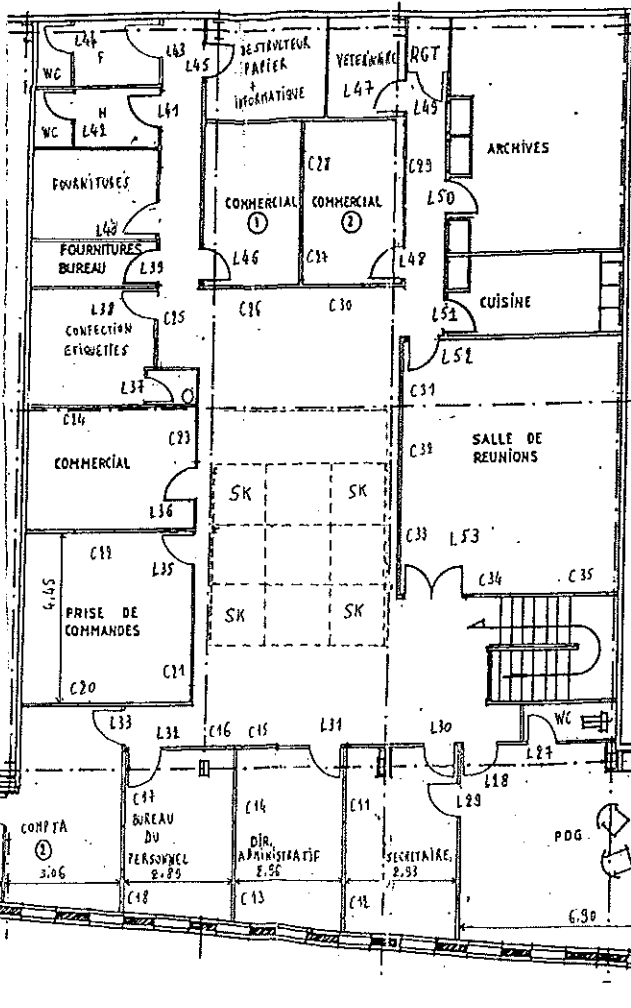 L44
F
WC
L43
L45
DESTRUCTEUR
PAPIER
+
INFORMATIQUE
VETERINAIRE
L47
RGT
L49
H
L42
WC
L41
ARCHIVES
FOURNITURES
L40
C28
COMMERCIAL
①
COMMERCIAL
②
C29
L50
FOURNITURES
BUREAU
L39
L46
C27
L48
L38
CONFECTION
ETIQUETTES
C25
C26
C30
L51
CUISINE
L52
L37
C31
C24
C23
COMMERCIAL
C32
SALLE DE
REUNIONS
L36
SK
SK
C22
L35
C33
L53
C34
C35
4.45
PRISE DE
COMMANDES
SK
SK
C20
C21
L33
L32
C16
C15
L31
L30
WC
L27
L28
C17
C14
C11
L29
COMPTA
②
3.06
BUREAU
DU
PERSONNEL
2.89
DIR.
ADMINISTRATIF
2.96
SECRETAIRE
2.93
PDG
C18
C13
C12
6.90